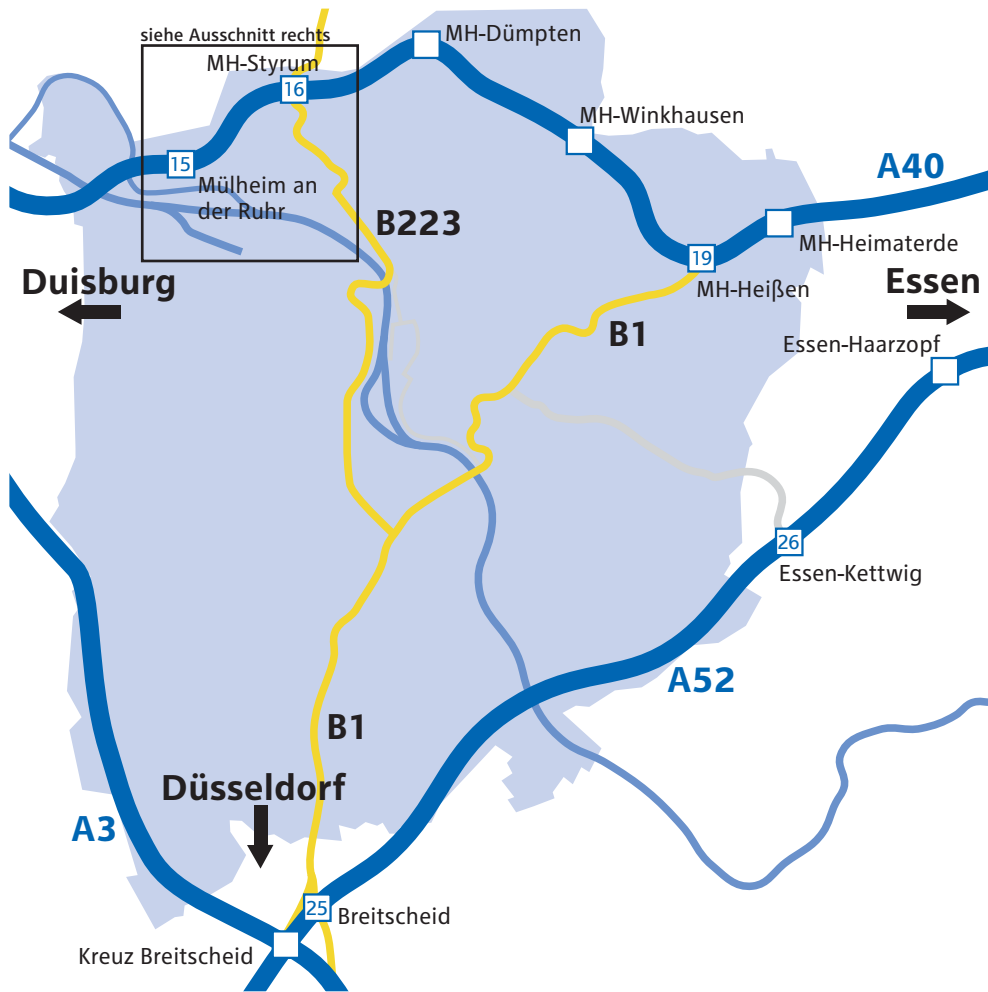 siehe Ausschnitt rechts
MH-Dümpten
MH-Styrum
16
MH-Winkhausen
15
A40
Mülheim an
der Ruhr
B223
MH-Heimaterde
19
Duisburg
MH-Heißen
Essen
B1
Essen-Haarzopf
26
Essen-Kettwig
A52
B1
Düsseldorf
A3
25
Breitscheid
Kreuz Breitscheid